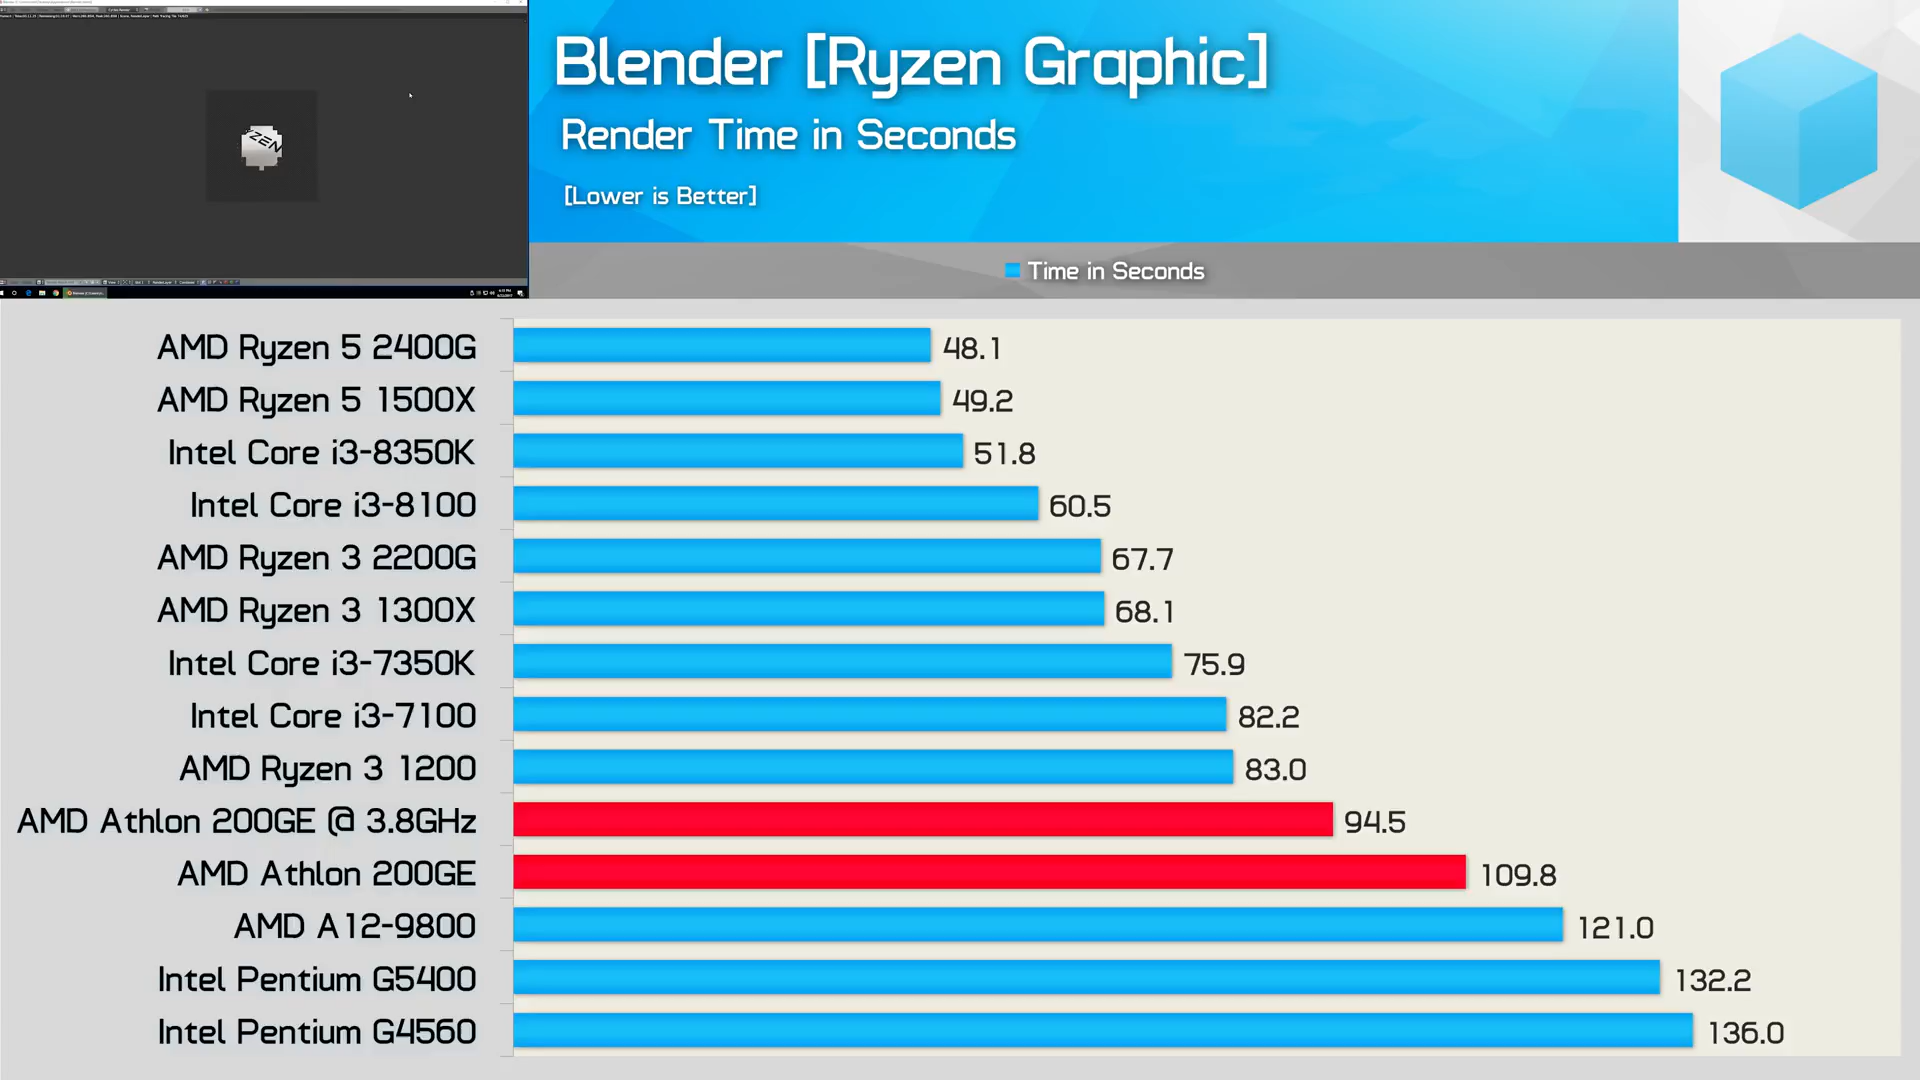 Blender [Ryzen Graphic]
Render Time in Seconds
[Lower is Better]
Time in Seconds
AMD Ryzen 5 2400G 48.1
AMD Ryzen 5 1500X 49.2
Intel Core i3-8350K 51.8
Intel Core i3-8100 60.5
AMD Ryzen 3 2200G 67.7
AMD Ryzen 3 1300X 68.1
Intel Core i3-7350K 75.9
Intel Core i3-7100 82.2
AMD Ryzen 3 1200 83.0
AMD Athlon 200GE @ 3.8GHz 94.5
AMD Athlon 200GE 109.8
AMD A12-9800 121.0
Intel Pentium G5400 132.2
Intel Pentium G4560 136.0